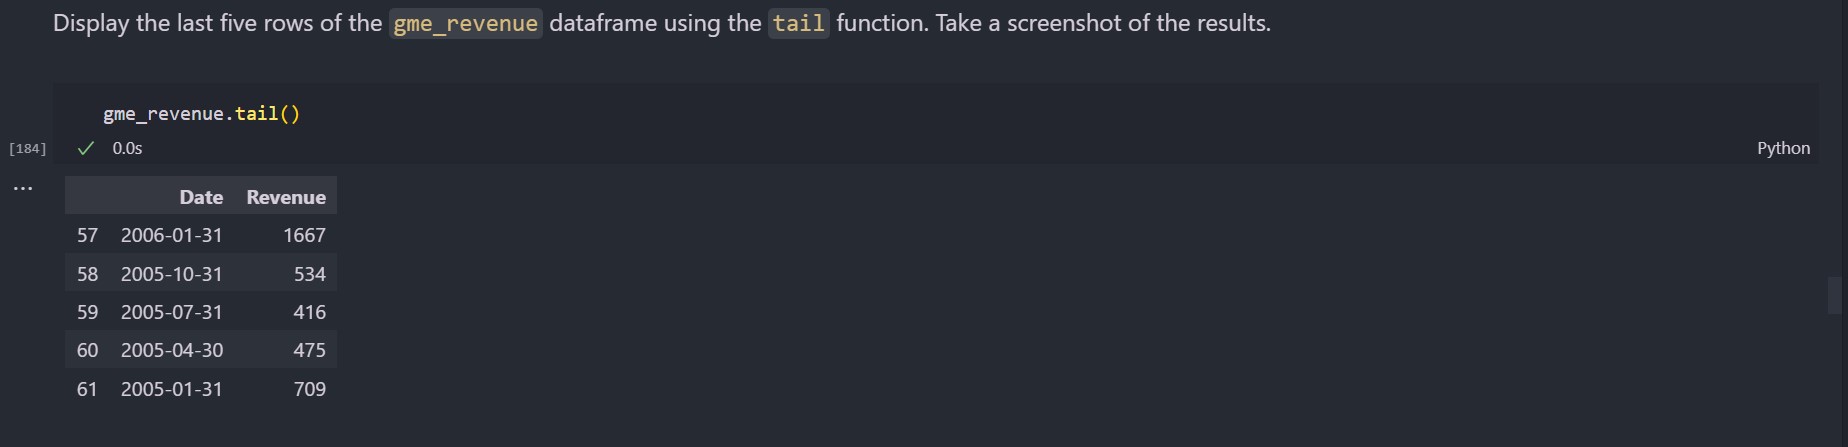 Display the last five rows of the gme_revenue dataframe using the tail function. Take a screenshot of the results.
gme_revenue.tail()
[184] ✓ 0.0s Python
...
Date Revenue
57 2006-01-31 1667
58 2005-10-31 534
59 2005-07-31 416
60 2005-04-30 475
61 2005-01-31 709